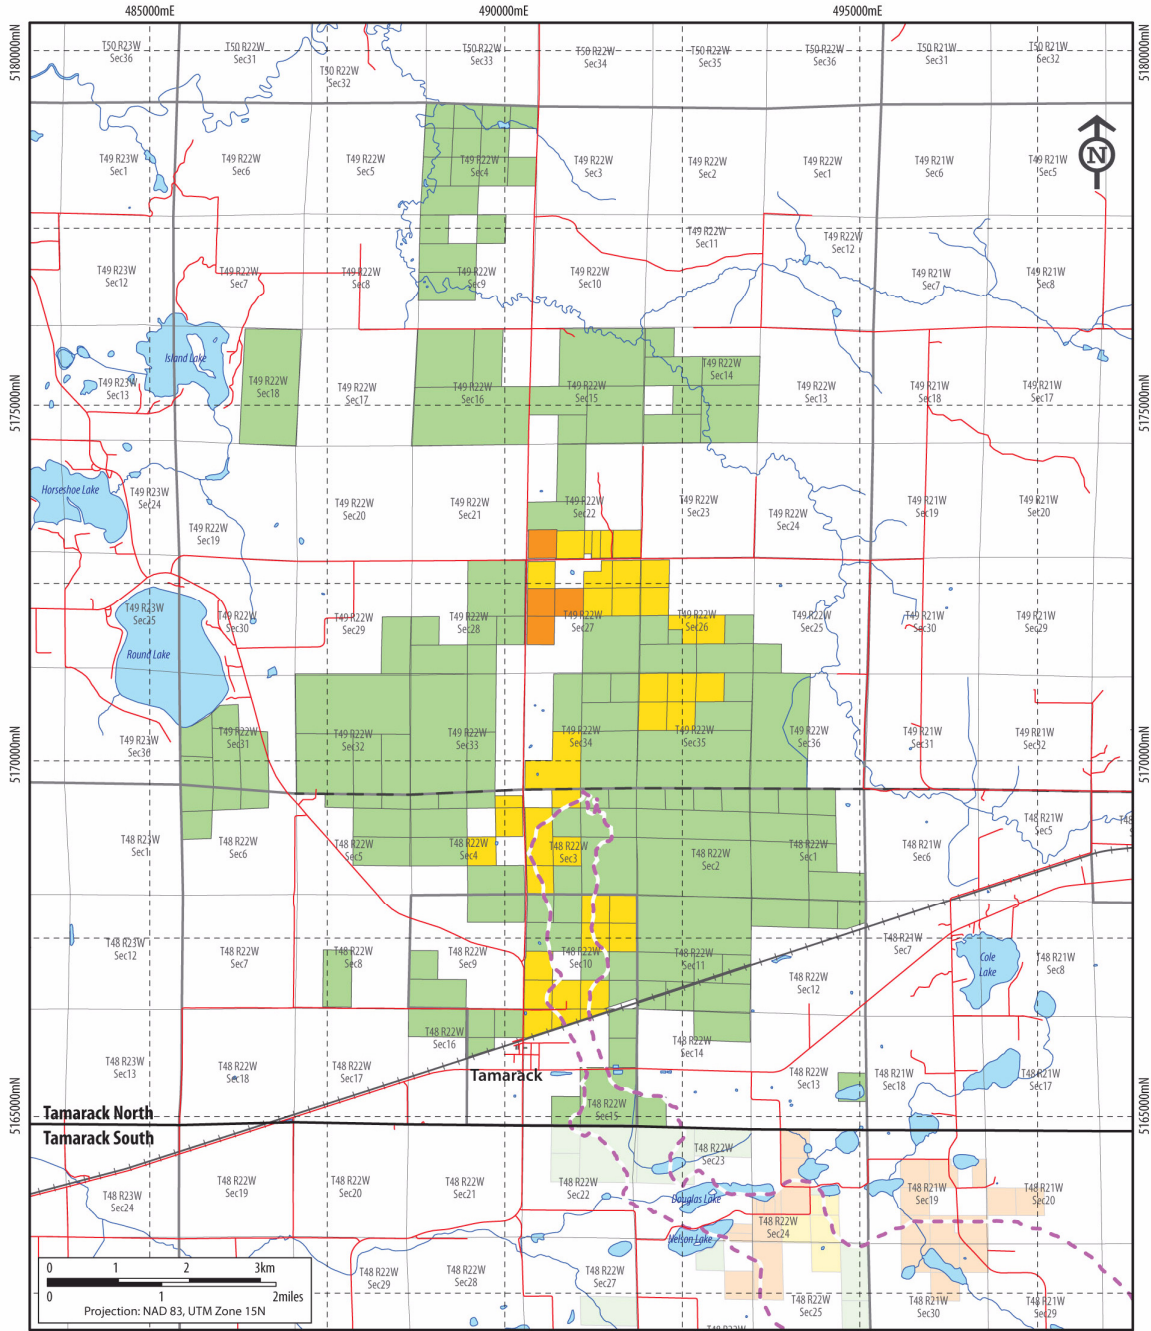 485000mE
490000mE
495000mE
5180000mN
5180000mN
T50 R23W
Sec36
T50 R22W
Sec31
T50 R22W
Sec32
T50 R22W
Sec33
T50 R22W
Sec34
T50 R22W
Sec35
T50 R22W
Sec36
T50 R21W
Sec31
T50 R21W
Sec32
N
T49 R23W
Sec1
T49 R22W
Sec6
T49 R22W
Sec5
T49 R22W
Sec4
T49 R22W
Sec3
T49 R22W
Sec2
T49 R22W
Sec1
T49 R21W
Sec6
T49 R21W
Sec5
T49 R23W
Sec12
T49 R22W
Sec7
T49 R22W
Sec8
T49 R22W
Sec9
T49 R22W
Sec10
T49 R22W
Sec11
T49 R22W
Sec12
T49 R21W
Sec7
T49 R21W
Sec8
Island Lake
5175000mN
5175000mN
T49 R23W
Sec13
T49 R22W
Sec18
T49 R22W
Sec17
T49 R22W
Sec16
T49 R22W
Sec15
T49 R22W
Sec14
T49 R22W
Sec13
T49 R21W
Sec18
T49 R21W
Sec17
Horseshoe Lake
T49 R23W
Sec24
T49 R22W
Sec19
T49 R22W
Sec20
T49 R22W
Sec21
T49 R22W
Sec22
T49 R22W
Sec23
T49 R22W
Sec24
T49 R21W
Sec19
T49 R21W
Sec20
T49 R23W
Sec25
T49 R22W
Sec30
T49 R22W
Sec29
T49 R22W
Sec28
T49 R22W
Sec27
T49 R22W
Sec26
T49 R22W
Sec25
T49 R21W
Sec30
T49 R21W
Sec29
Round Lake
5170000mN
5170000mN
T49 R23W
Sec36
T49 R22W
Sec31
T49 R22W
Sec32
T49 R22W
Sec33
T49 R22W
Sec34
T49 R22W
Sec35
T49 R22W
Sec36
T49 R21W
Sec31
T49 R21W
Sec32
T48 R23W
Sec1
T48 R22W
Sec6
T48 R22W
Sec5
T48 R22W
Sec4
T48 R22W
Sec3
T48 R22W
Sec2
T48 R22W
Sec1
T48 R21W
Sec6
T48 R21W
Sec5
T48 R23W
Sec12
T48 R22W
Sec7
T48 R22W
Sec8
T48 R22W
Sec9
T48 R22W
Sec10
T48 R22W
Sec11
T48 R22W
Sec12
T48 R21W
Sec7
Cole
Lake
T48 R21W
Sec8
T48 R23W
Sec13
T48 R22W
Sec18
T48 R22W
Sec17
T48 R22W
Sec16
T48 R22W
Sec14
T48 R22W
Sec13
T48 R21W
Sec18
T48 R21W
Sec17
Tamarack
T48 R22W
Sec15
5165000mN
5165000mN
Tamarack North
Tamarack South
T48 R23W
Sec24
T48 R22W
Sec19
T48 R22W
Sec20
T48 R22W
Sec21
T48 R22W
Sec22
T48 R22W
Sec23
T48 R22W
Sec24
T48 R21W
Sec19
T48 R21W
Sec20
Douglas Lake
Nelson Lake
T48 R22W
Sec29
T48 R22W
Sec28
T48 R22W
Sec27
T48 R22W
Sec25
T48 R21W
Sec30
T48 R21W
Sec29
0 1 2 3km
0 1 2miles
Projection: NAD 83, UTM Zone 15N